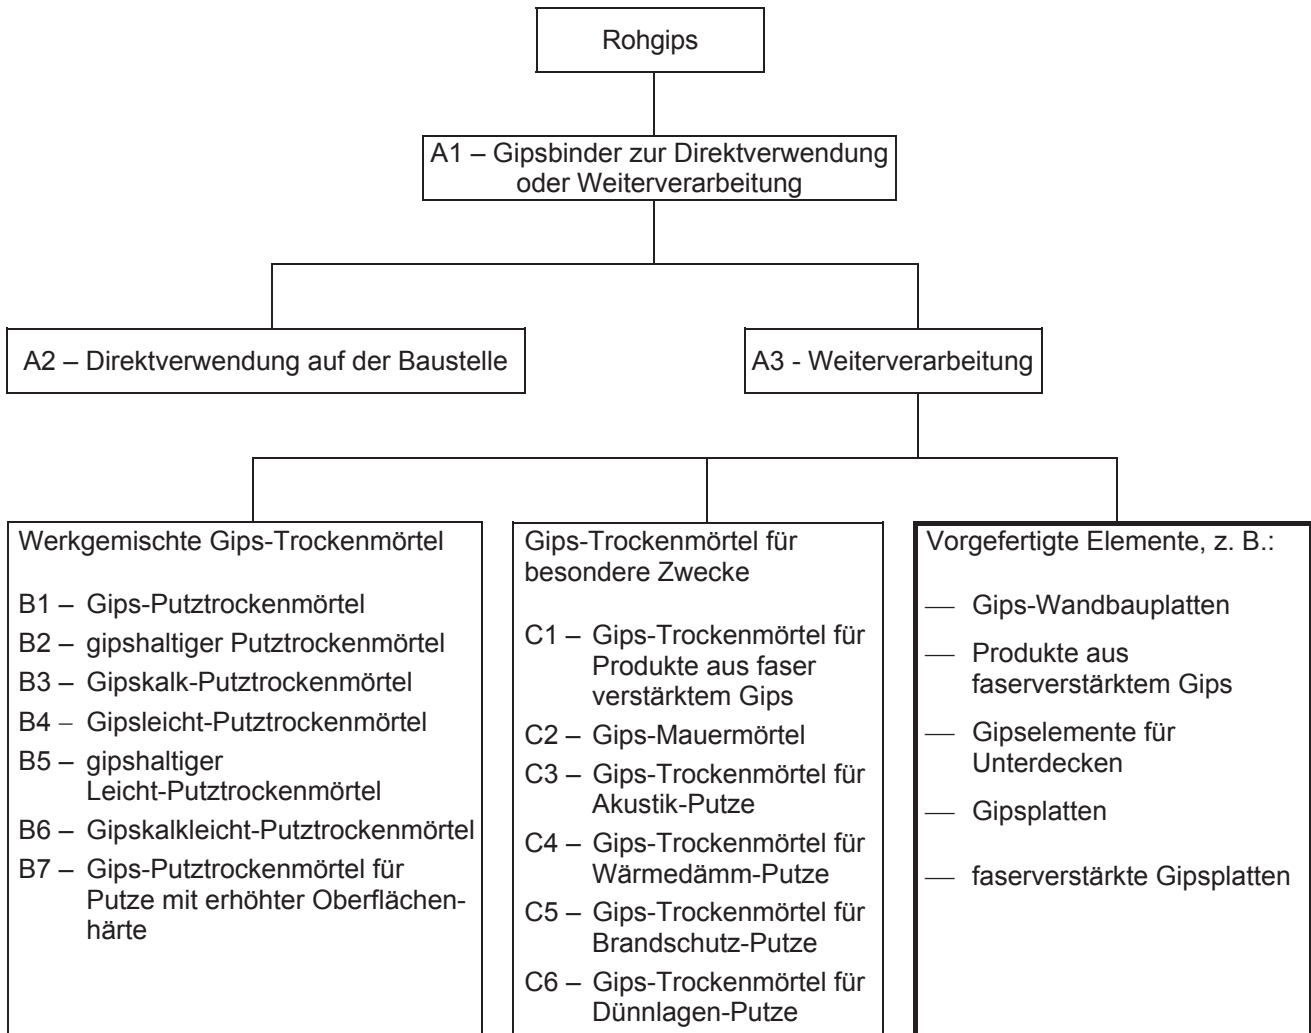 Rohgips
A1 – Gipsbinder zur Direktverwendung
oder Weiterverarbeitung
A2 – Direktverwendung auf der Baustelle
A3 - Weiterverarbeitung
Werkgemischte Gips-Trockenmörtel
B1 – Gips-Putztrockenmörtel
B2 – gipshaltiger Putztrockenmörtel
B3 – Gipskalk-Putztrockenmörtel
B4 – Gipsleicht-Putztrockenmörtel
B5 – gipshaltiger
Leicht-Putztrockenmörtel
B6 – Gipskalkleicht-Putztrockenmörtel
B7 – Gips-Putztrockenmörtel für
Putze mit erhöhter Oberflächen-
härte
Gips-Trockenmörtel für
besondere Zwecke
C1 – Gips-Trockenmörtel für
Produkte aus faser
verstärktem Gips
C2 – Gips-Mauermörtel
C3 – Gips-Trockenmörtel für
Akustik-Putze
C4 – Gips-Trockenmörtel für
Wärmedämm-Putze
C5 – Gips-Trockenmörtel für
Brandschutz-Putze
C6 – Gips-Trockenmörtel für
Dünnlagen-Putze
Vorgefertigte Elemente, z. B.:
— Gips-Wandbauplatten
— Produkte aus
faserverstärktem Gips
— Gipselemente für
Unterdecken
— Gipsplatten
— faserverstärkte Gipsplatten